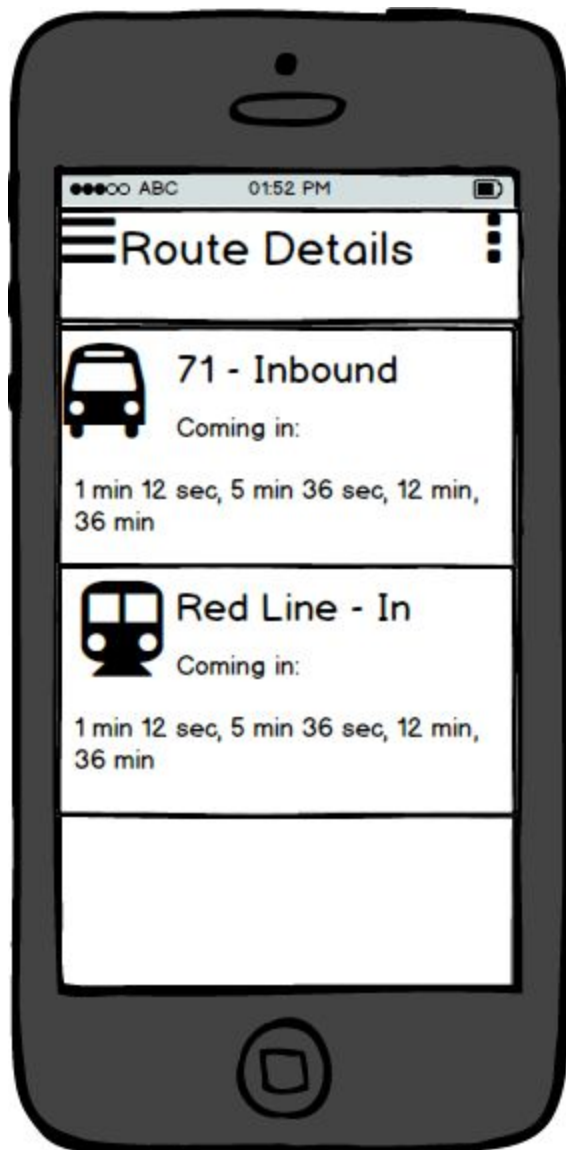 ABC 01:52 PM
Route Details
71 - Inbound
Coming in:
1 min 12 sec, 5 min 36 sec, 12 min,
36 min
Red Line - In
Coming in:
1 min 12 sec, 5 min 36 sec, 12 min,
36 min